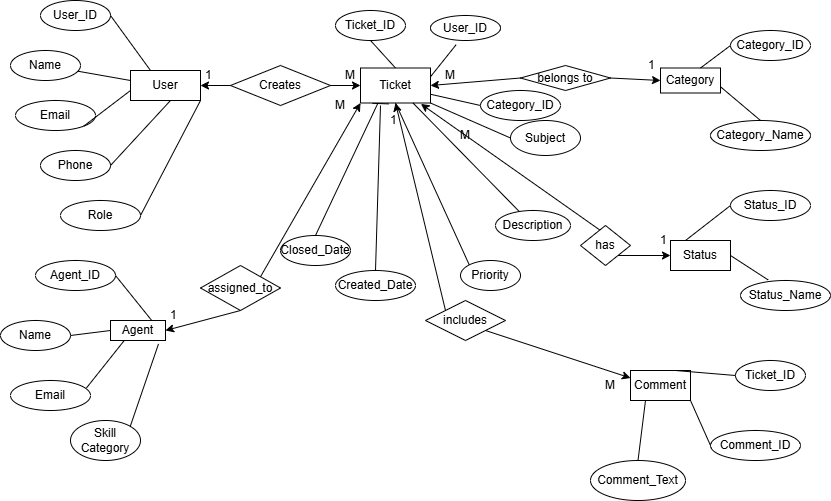 User_ID
Ticket_ID
User_ID
Category_ID
Name
1
M
M
1
User
Creates
Ticket
belongs to
Category
M
Category_ID
Email
1
M
Subject
Category_Name
Phone
Role
Description
Status_ID
Closed_Date
has
1
Status
Agent_ID
assigned_to
Created_Date
Priority
Status_Name
1
Name
Agent
includes
Email
M
Comment
Ticket_ID
Skill
Category
Comment_ID
Comment_Text